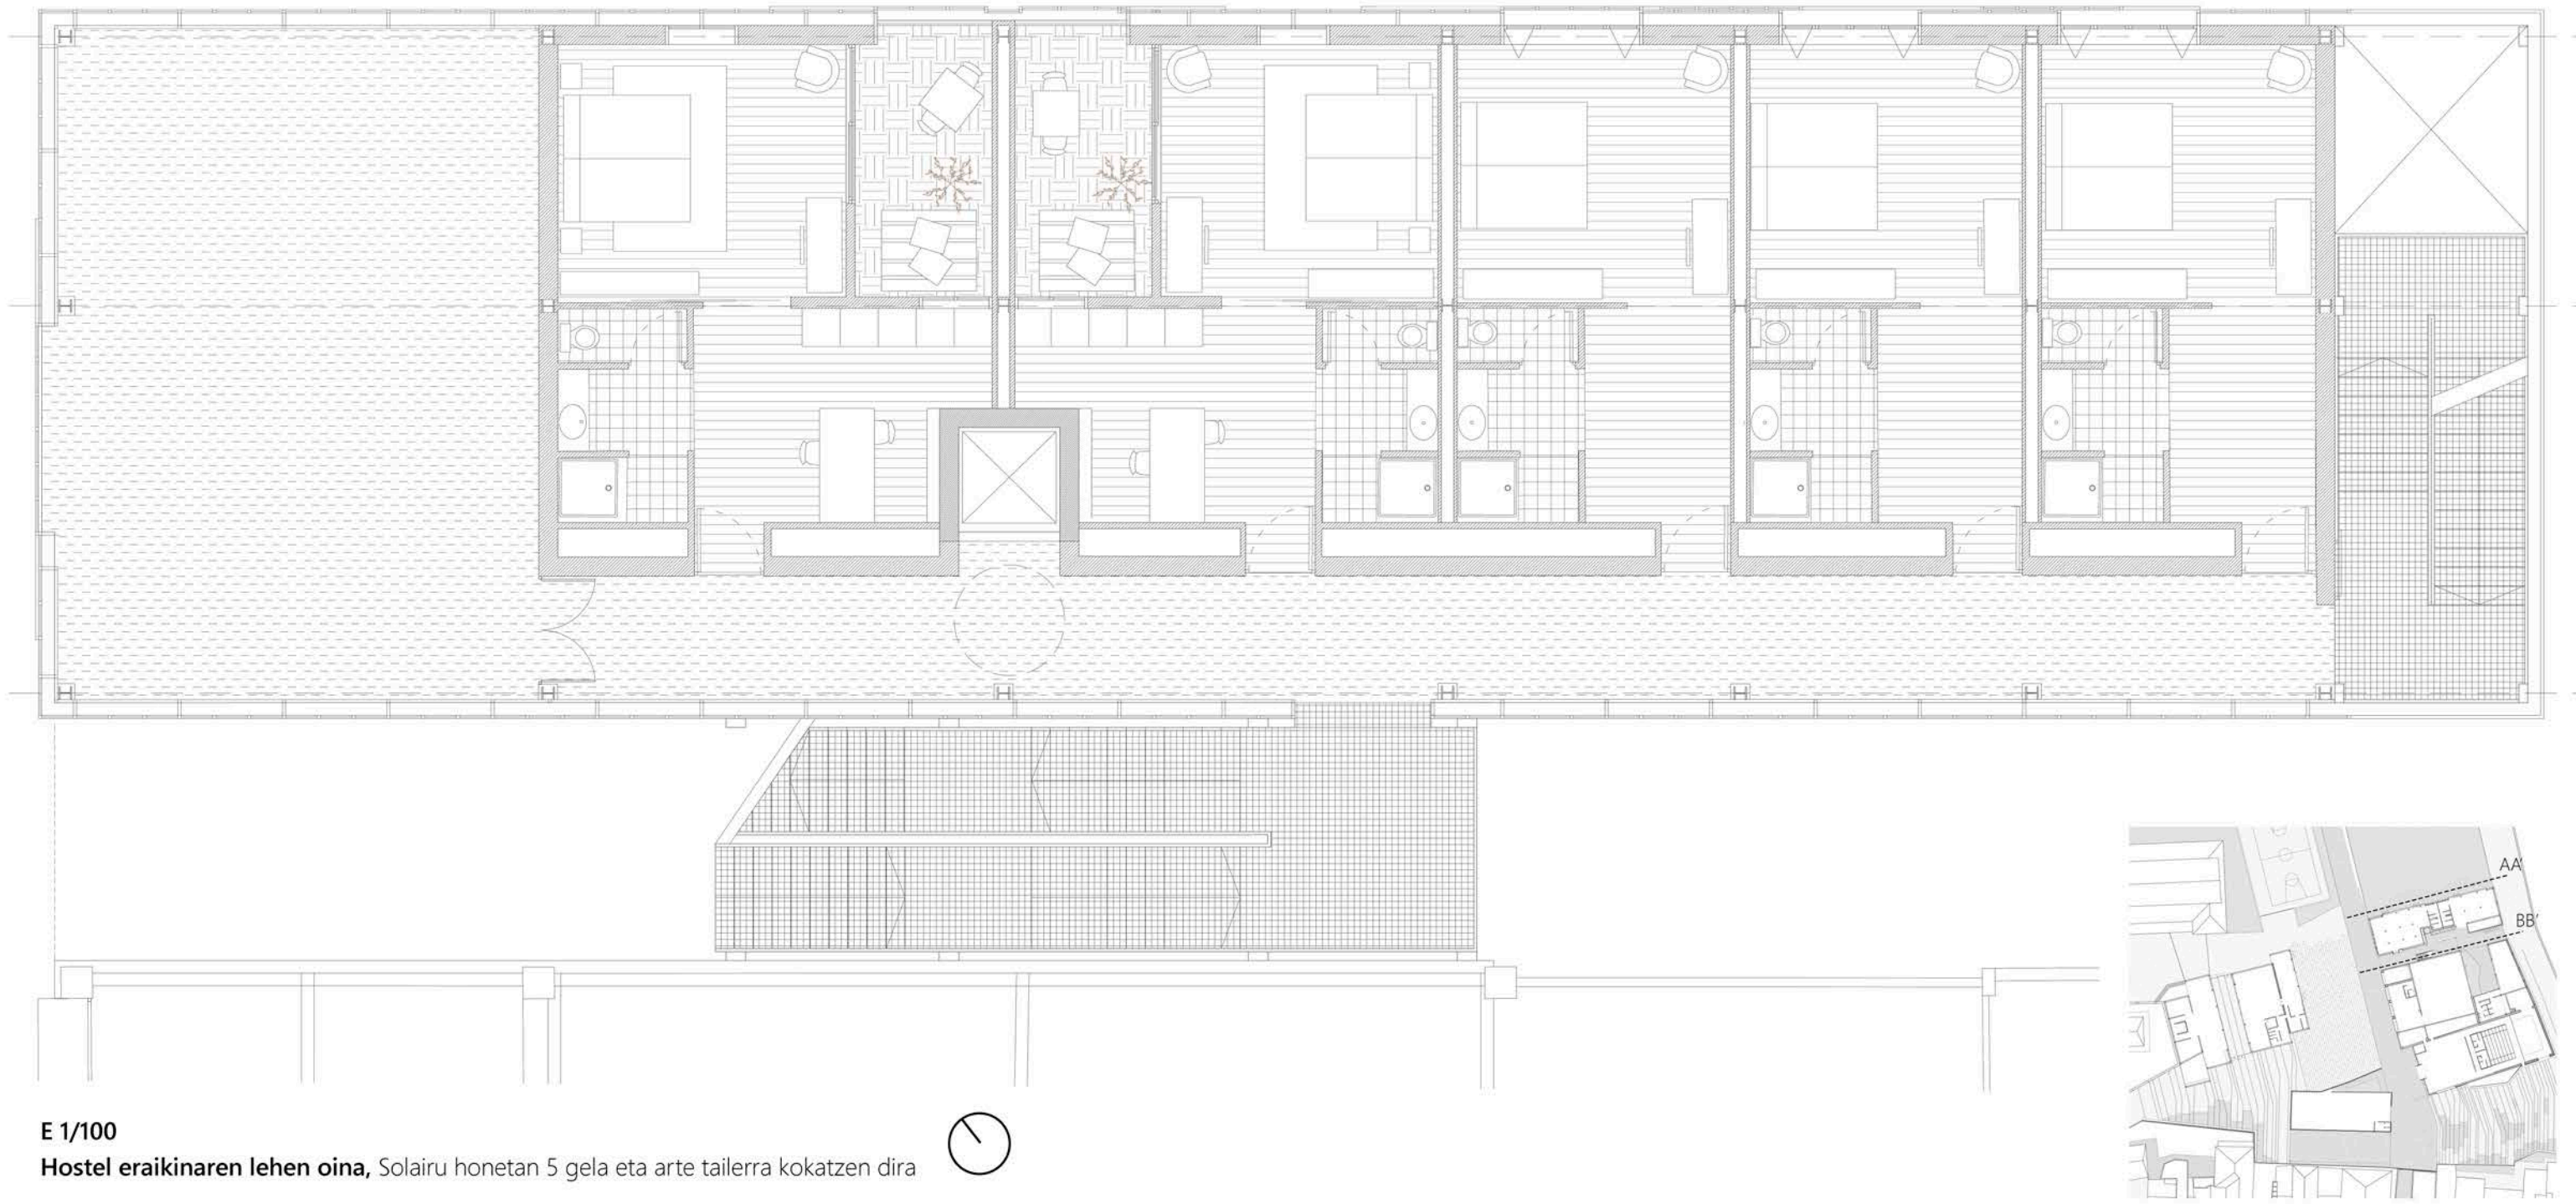 AA'
BB'
E 1/100
Hostel eraikinaren lehen oina, Solairu honetan 5 gela eta arte tailerra kokatzen dira